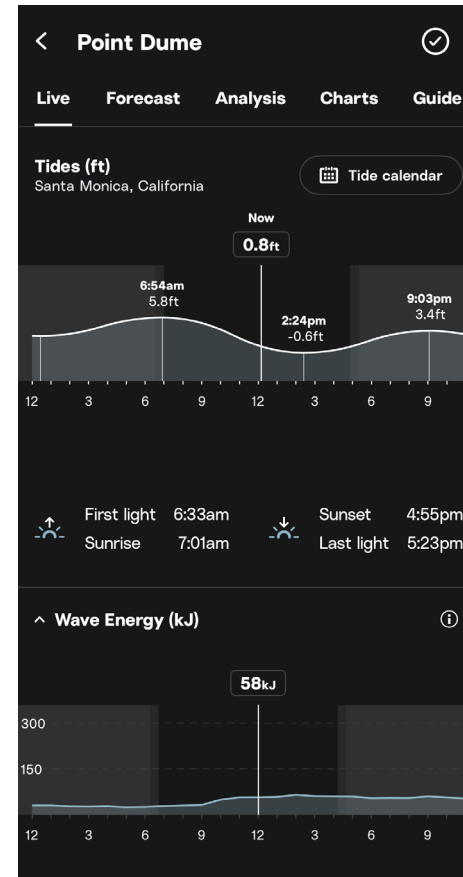 Point Dume
Live Forecast Analysis Charts Guide
Tides (ft)
Santa Monica, California
Tide calendar
Now
0.8ft
6:54am
5.8ft
2:24pm
-0.6ft
9:03pm
3.4ft
12 3 6 9 12 3 6 9
First light 6:33am
Sunrise 7:01am
Sunset 4:55pm
Last light 5:23pm
Wave Energy (kJ)
58kJ
300
150
12 3 6 9 12 3 6 9